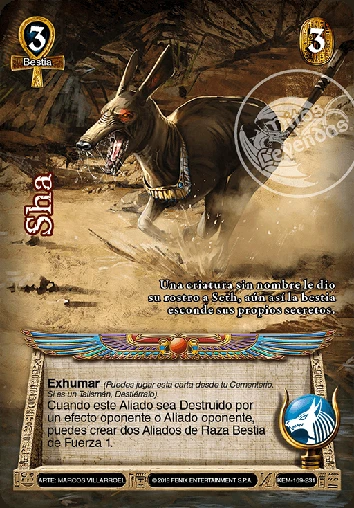 3
Bestia
3
Mitos y
Leyendas
Sha
Una criatura sin nombre le dio
su rostro a Seth, aún así la bestia
esconde sus propios secretos.
Exhumar (Puedes jugar esta carta desde tu Cementerio.
Si es un Talismán, Destiérralo)
Cuando este Aliado sea Destruido por
un efecto oponente o Aliado oponente,
puedes crear dos Aliados de Raza Bestia
de Fuerza 1.
ARTE: MARCOS VILLARROEL
© 2015 FENIX ENTERTAINMENT S.P.A.